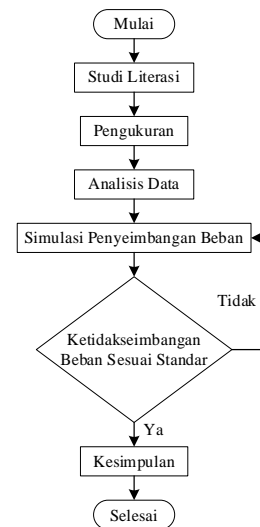 Mulai
Studi Literasi
Pengukuran
Analisis Data
Simulasi Penyeimbangan Beban
Tidak
Ketidakseimbangan
Beban Sesuai Standar
Ya
Kesimpulan
Selesai